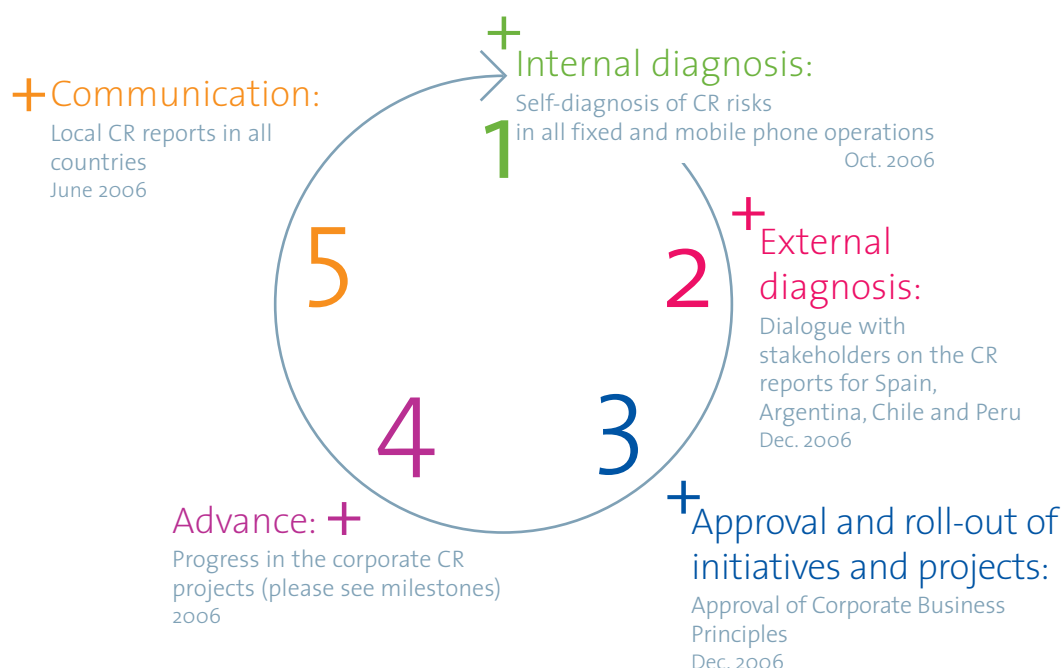 +
Internal diagnosis:
Self-diagnosis of CR risks
in all fixed and mobile phone operations
Oct. 2006
1
+
External
diagnosis:
Dialogue with
stakeholders on the CR
reports for Spain,
Argentina, Chile and Peru
Dec. 2006
2
+
Approval and roll-out of
initiatives and projects:
Approval of Corporate Business
Principles
Dec. 2006
3
Advance: +
Progress in the corporate CR
projects (please see milestones)
2006
4
+Communication:
Local CR reports in all
countries
June 2006
5